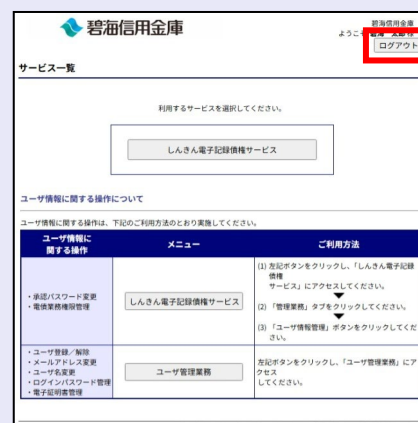 碧海信用金庫
碧海信用金庫
ようこそ 碧海 太郎 様
ログアウト
サービス一覧
利用するサービスを選択してください。
しんきん電子記録債権サービス
ユーザ情報に関する操作について
ユーザ情報に関する操作は、下記のご利用方法のとおり実施してください。
ユーザ情報に
関する操作
メニュー
ご利用方法
・承認パスワード変更
・電債業務権限管理
しんきん電子記録債権サービス
(1) 左記ボタンをクリックし、「しんきん電子記録
債権
サービス」にアクセスしてください。
(2) 「管理業務」タブをクリックしてください。
(3) 「ユーザ情報管理」ボタンをクリックしてくだ
さい。
・ユーザ登録／解除
・メールアドレス変更
・ユーザ名変更
・ログインパスワード管理
・電子証明書管理
ユーザ管理業務
左記ボタンをクリックし、「ユーザ管理業務」にア
クセス
してください。